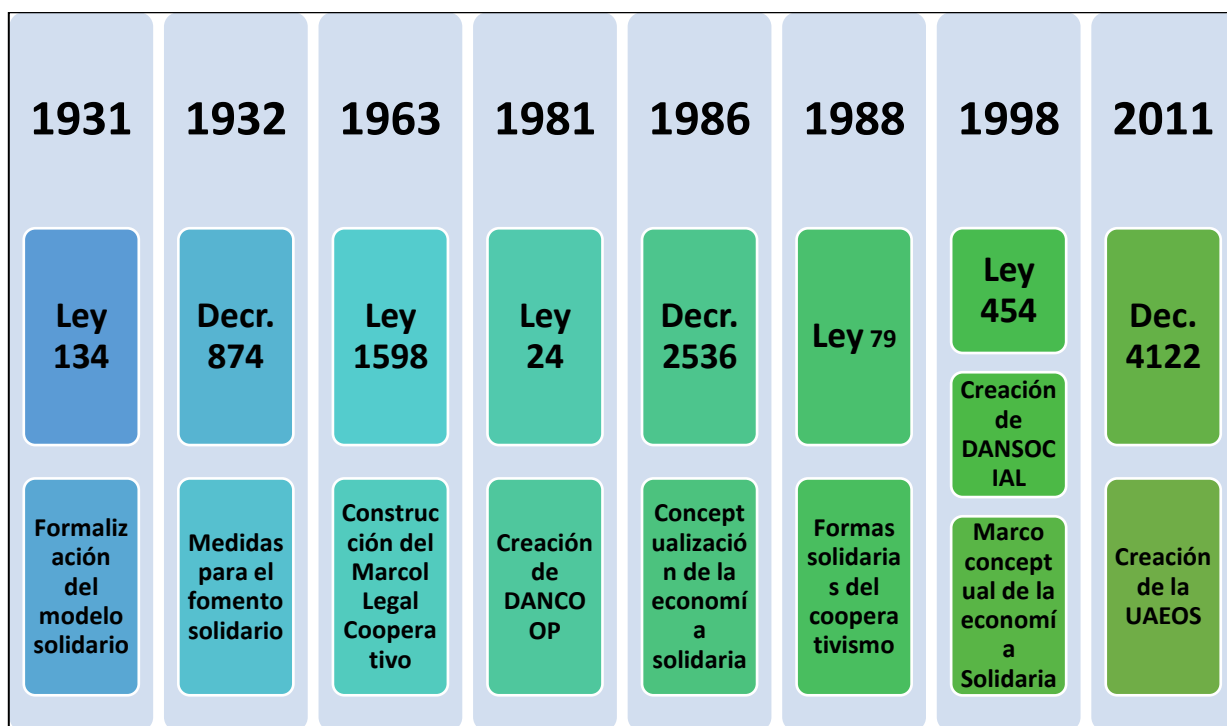 1931
Ley
134
Formaliz
ación
del
modelo
solidario
1932
Decr.
874
Medidas
para el
fomento
solidario
1963
Ley
1598
Construc
ción del
Marcol
Legal
Coopera
tivo
1981
Ley
24
Creación
de
DANCO
OP
1986
Decr.
2536
Concept
ualizació
n de la
economí
a
solidaria
1988
Ley 79
Formas
solidaria
s del
coopera
tivismo
1998
Ley
454
Creación
de
DANSOC
IAL
Marco
concept
ual de la
economí
a
Solidaria
2011
Dec.
4122
Creación
de la
UAEOS